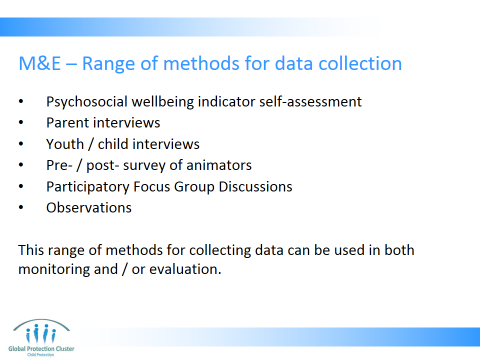 M&E – Range of methods for data collection
• Psychosocial wellbeing indicator self-assessment
• Parent interviews
• Youth / child interviews
• Pre- / post- survey of animators
• Participatory Focus Group Discussions
• Observations
This range of methods for collecting data can be used in both
monitoring and / or evaluation.
Global Protection Cluster
Child Protection